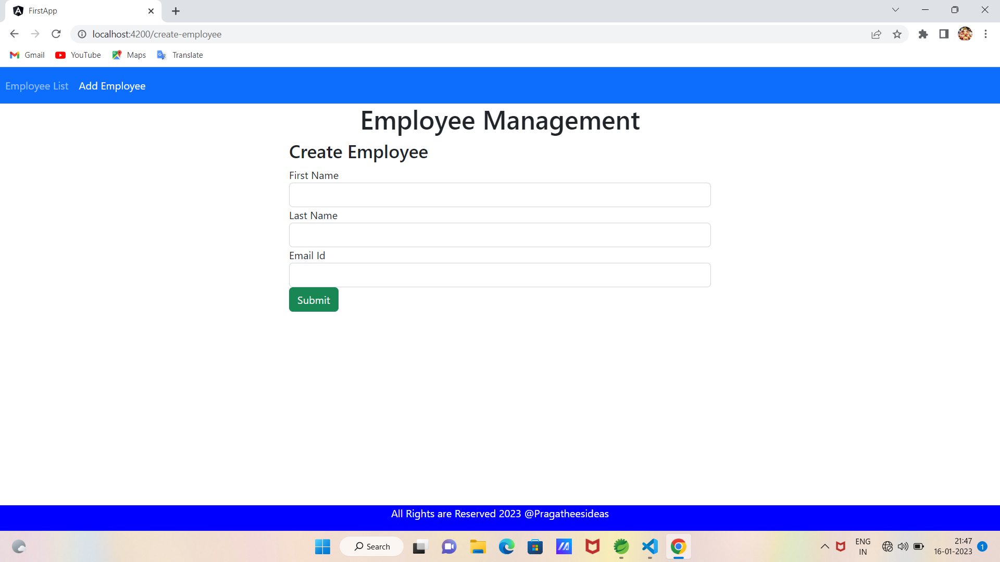 FirstApp
localhost:4200/create-employee
Gmail YouTube Maps Translate
Employee List Add Employee
Employee Management
Create Employee
First Name
Last Name
Email Id
Submit
All Rights are Reserved 2023 @Pragatheesideas
Search
ENG
IN
21:47
16-01-2023
1